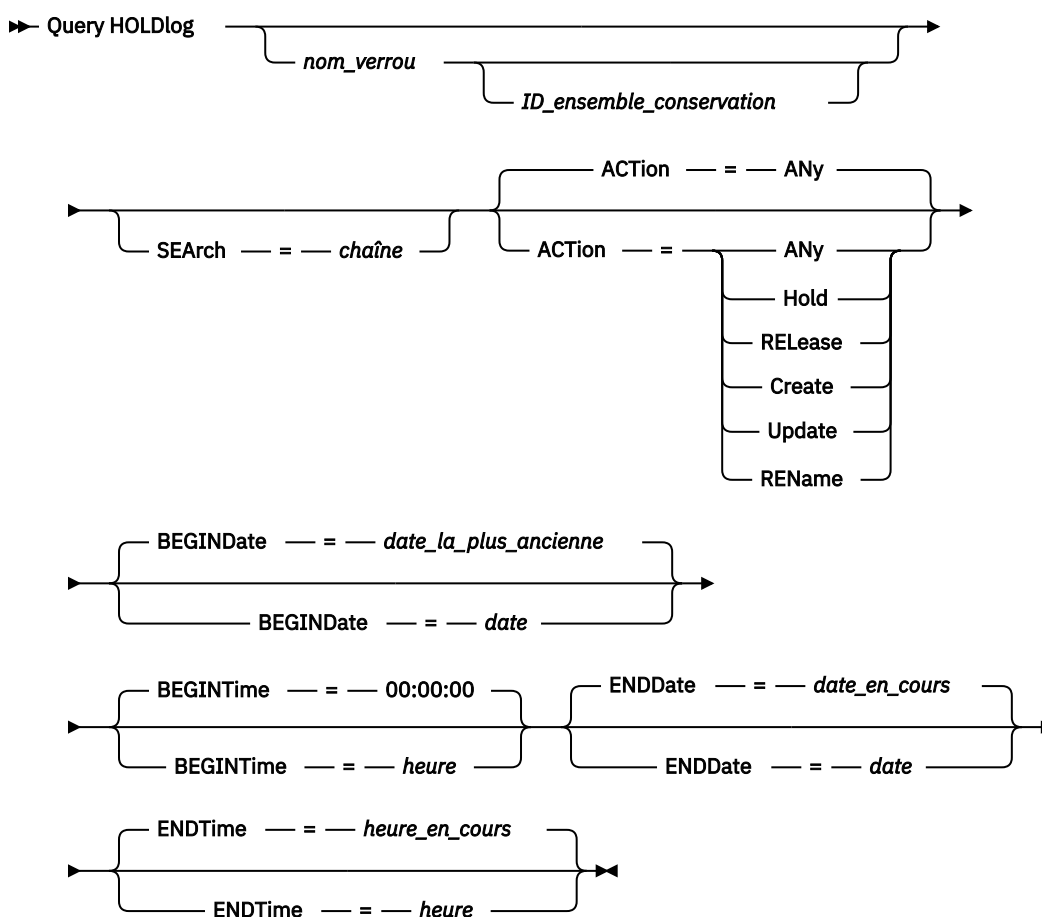 Query HOLDlog
nom_verrou
ID_ensemble_conservation
ACTion = ANy
SEArch = chaîne
ACTion = ANy
Hold
RELease
Create
Update
REName
BEGINDate = date_la_plus_ancienne
BEGINDate = date
BEGINTime = 00:00:00
ENDDate = date_en_cours
BEGINTime = heure
ENDDate = date
ENDTime = heure_en_cours
ENDTime = heure